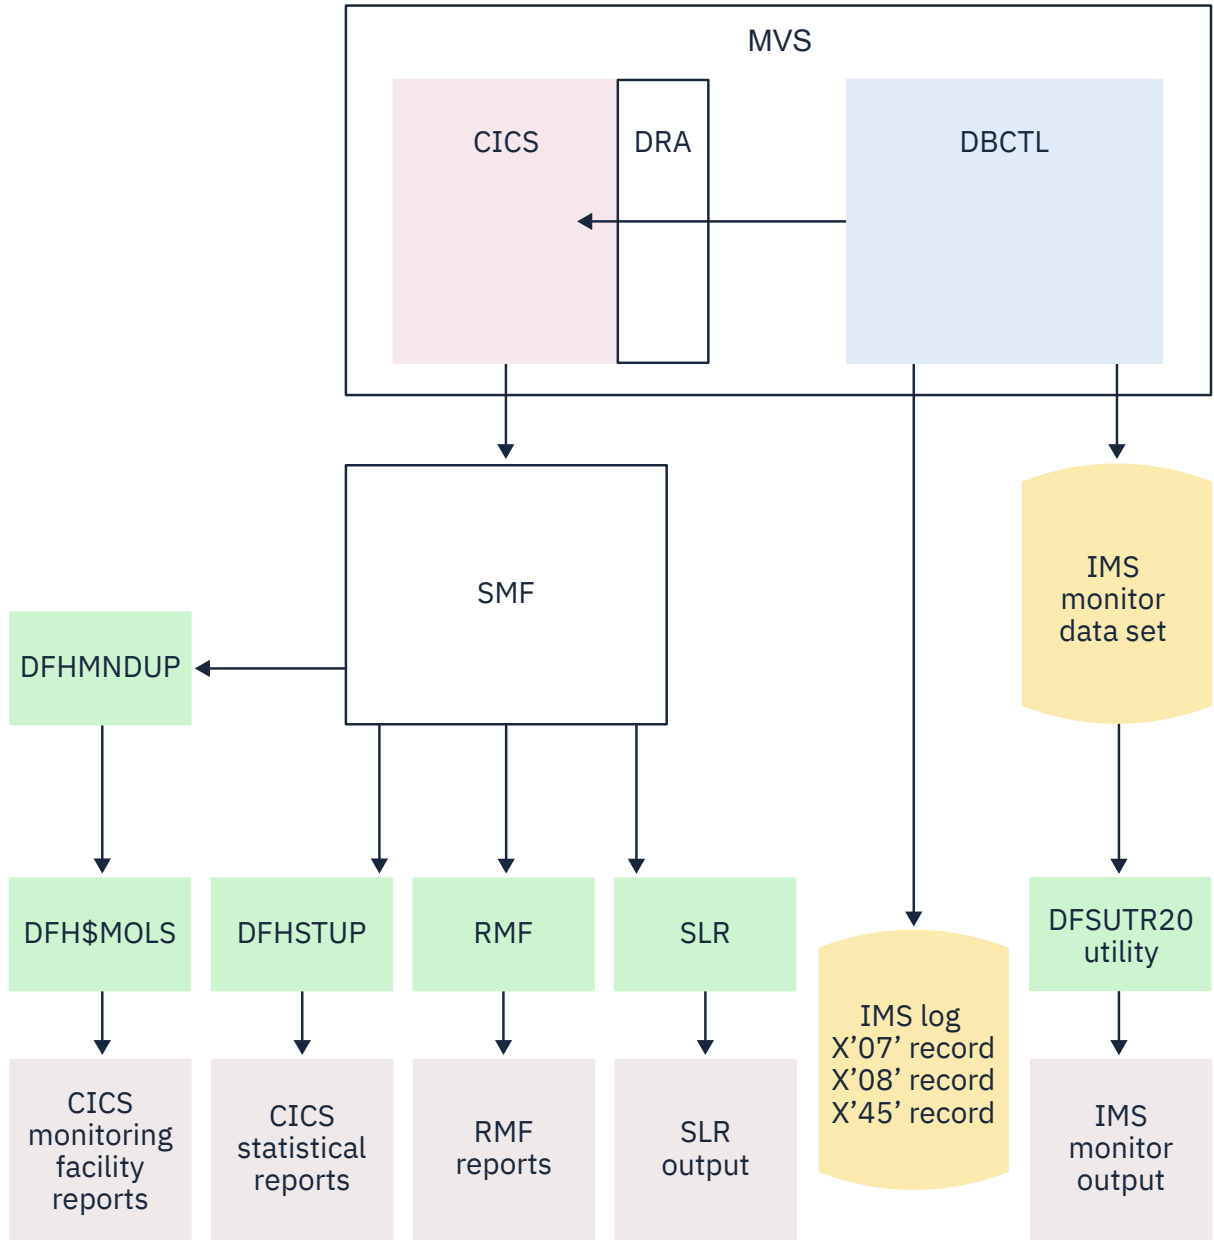 MVS
CICS
DRA
DBCTL
SMF
IMS
monitor
data set
DFHMNDUP
DFH$MOLS
DFHSTUP
RMF
SLR
DFSUTR20
utility
IMS log
X’07’ record
X’08’ record
X’45’ record
CICS
monitoring
facility
reports
CICS
statistical
reports
RMF
reports
SLR
output
IMS
monitor
output